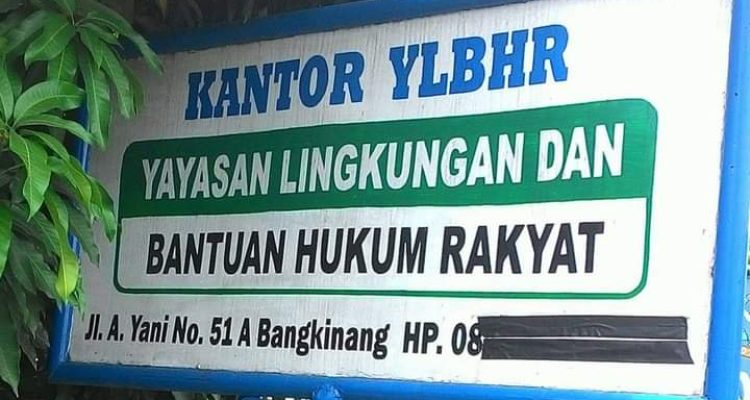 KANTOR YLBHR
YAYASAN LINGKUNGAN DAN
BANTUAN HUKUM RAKYAT
Jl. A. Yani No. 51 A Bangkinang HP. 08